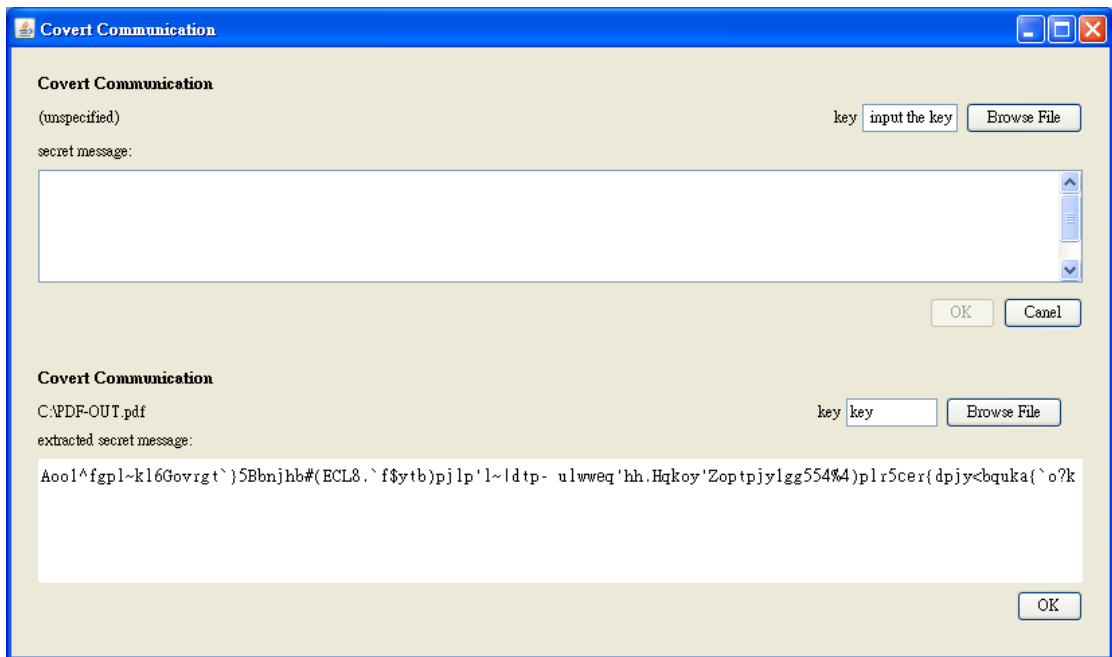 Covert Communication
Covert Communication
(unspecified) key input the key Browse File
secret message:
OK Canel
Covert Communication
C:\PDF-OUT.pdf key key Browse File
extracted secret message:
Aool^fgpl~kl6Govrgt`}5Bbnjhb#(ECL8.`f$ytb)pjlp'l~|dtp- ulwweq'hh.Hqkoy'Zoptpjylgg554%4)plr5cer{dpjy<bquka{`o?k
OK